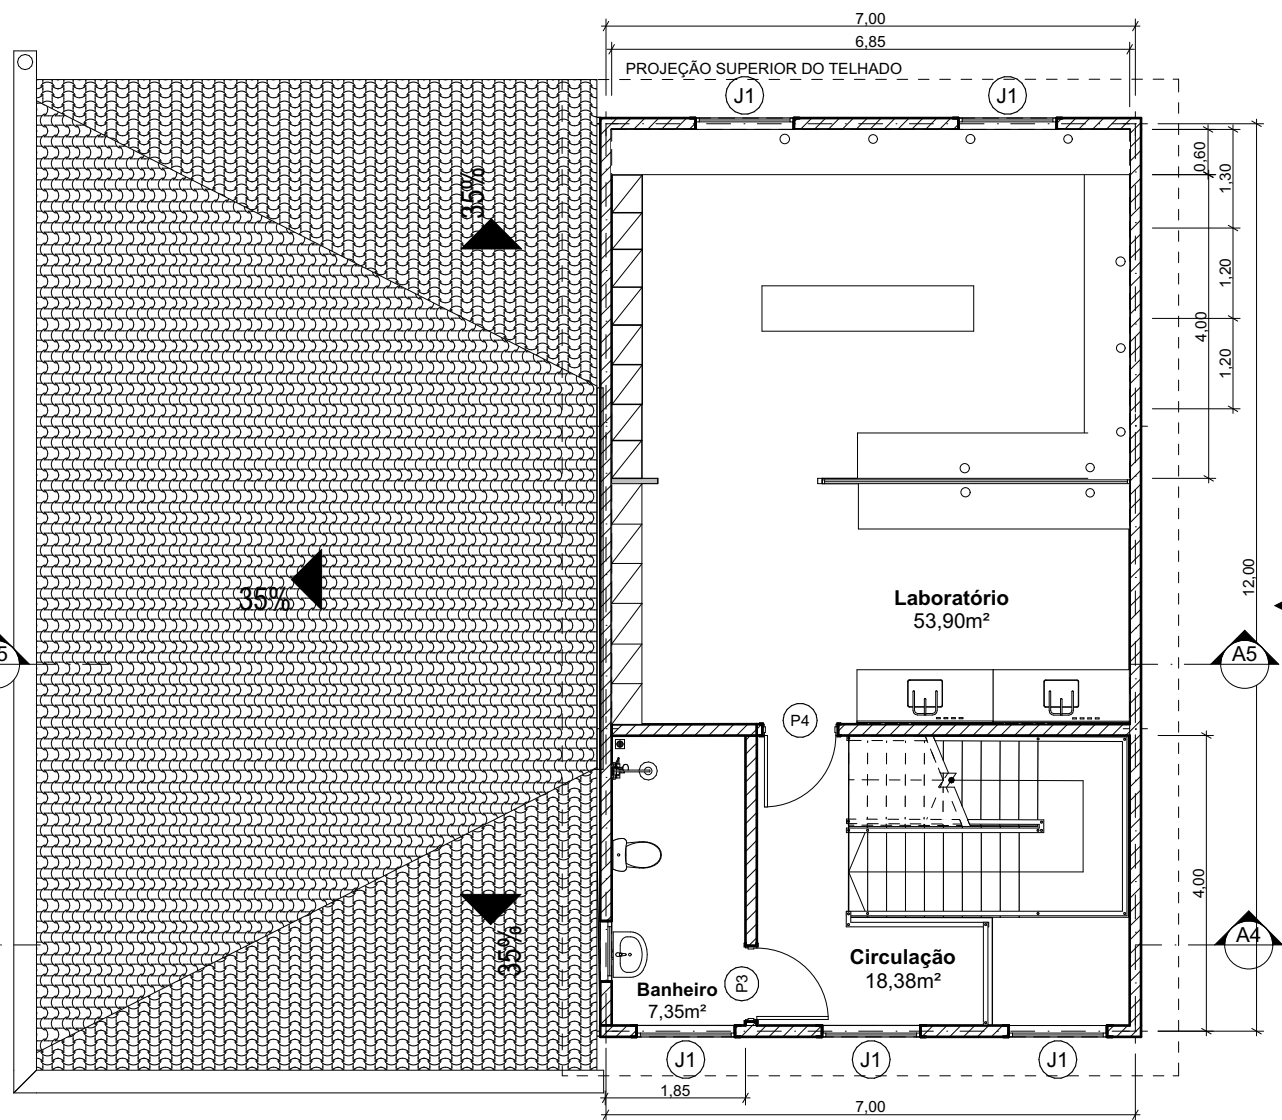 7,00
6,85
PROJEÇÃO SUPERIOR DO TELHADO
J1
J1
0,60
1,30
35%
1,20
4,00
1,20
12,00
35%
Laboratório
53,90m²
5
A5
P4
4,00
35%
A4
Circulação
18,38m²
P3
Banheiro
7,35m²
J1
J1
J1
1,85
7,00